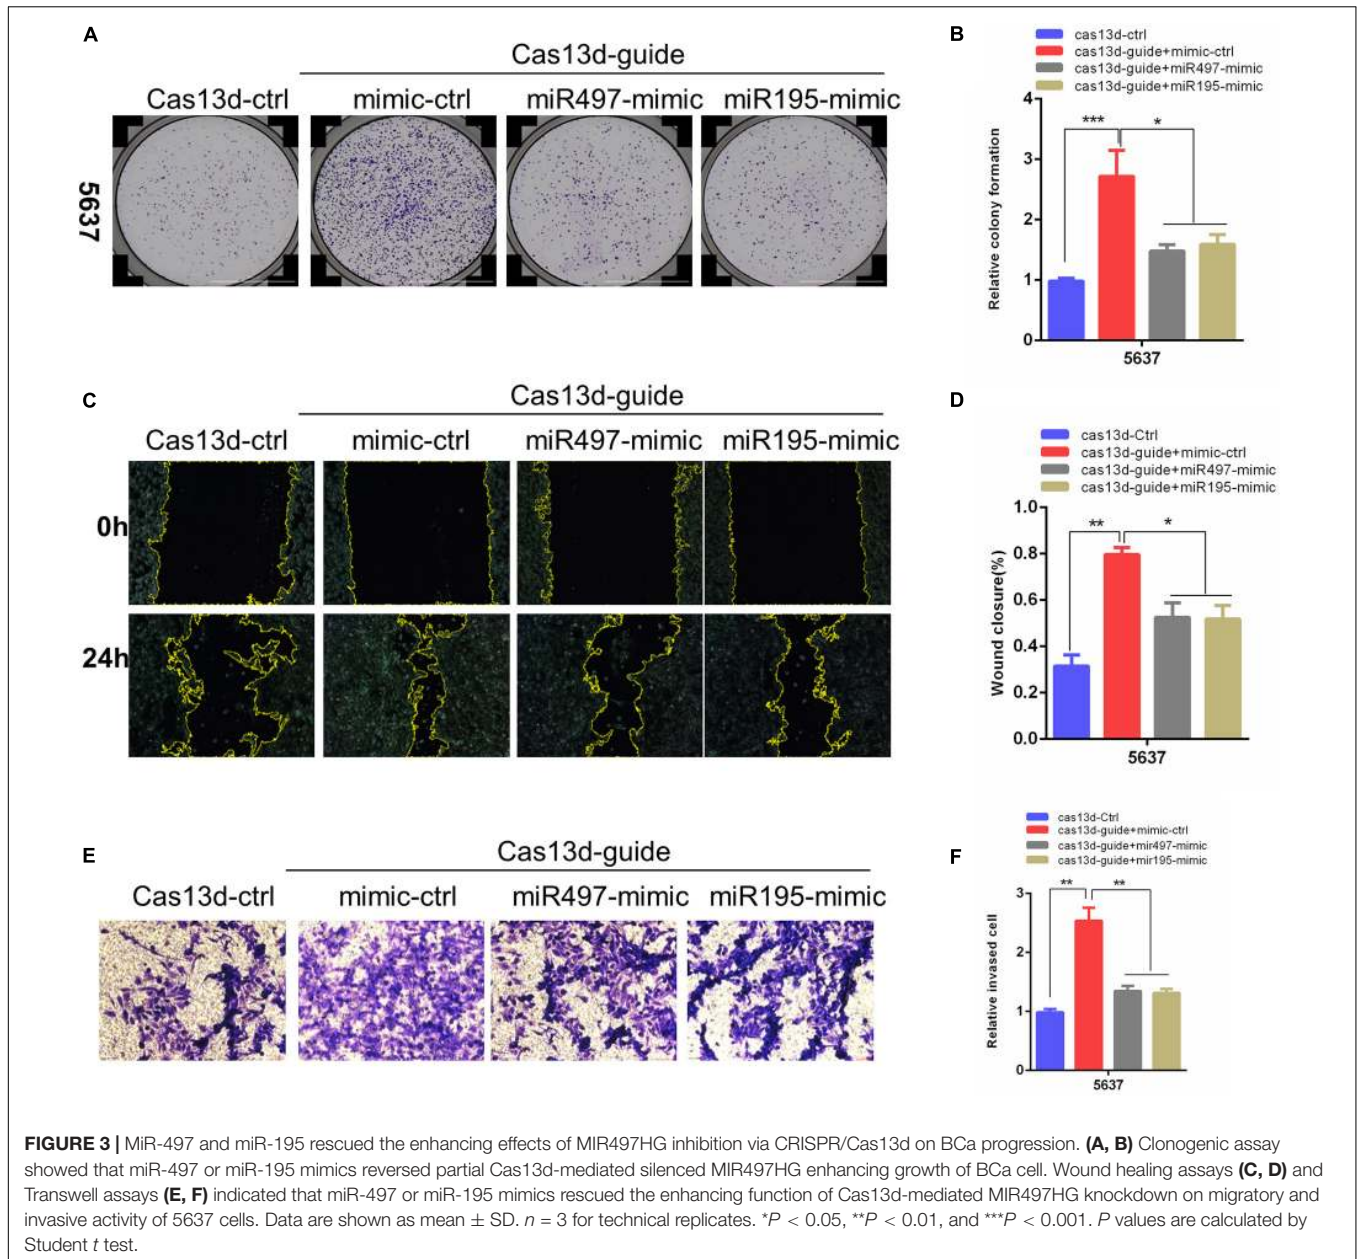 A
Cas13d-guide
Cas13d-ctrl mimic-ctrl miR497-mimic miR195-mimic
5637
B
cas13d-ctrl
cas13d-guide+mimic-ctrl
cas13d-guide+miR497-mimic
cas13d-guide+miR195-mimic
Relative colony formation
4
3
2
1
0
***
*
5637
C
Cas13d-guide
Cas13d-ctrl mimic-ctrl miR497-mimic miR195-mimic
0h
24h
D
cas13d-Ctrl
cas13d-guide+mimic-ctrl
cas13d-guide+miR497-mimic
cas13d-guide+miR195-mimic
Wound closure(%)
1.0
0.8
0.6
0.4
0.2
0.0
**
*
5637
E
Cas13d-guide
Cas13d-ctrl mimic-ctrl miR497-mimic miR195-mimic
F
cas13d-Ctrl
cas13d-guide+mimic-ctrl
cas13d-guide+mir497-mimic
cas13d-guide+mir195-mimic
Relative invased cell
3
2
1
0
**
**
5637
FIGURE 3 | MiR-497 and miR-195 rescued the enhancing effects of MIR497HG inhibition via CRISPR/Cas13d on BCa progression. (A, B) Clonogenic assay
showed that miR-497 or miR-195 mimics reversed partial Cas13d-mediated silenced MIR497HG enhancing growth of BCa cell. Wound healing assays (C, D) and
Transwell assays (E, F) indicated that miR-497 or miR-195 mimics rescued the enhancing function of Cas13d-mediated MIR497HG knockdown on migratory and
invasive activity of 5637 cells. Data are shown as mean ± SD. n = 3 for technical replicates. *P < 0.05, **P < 0.01, and ***P < 0.001. P values are calculated by
Student t test.